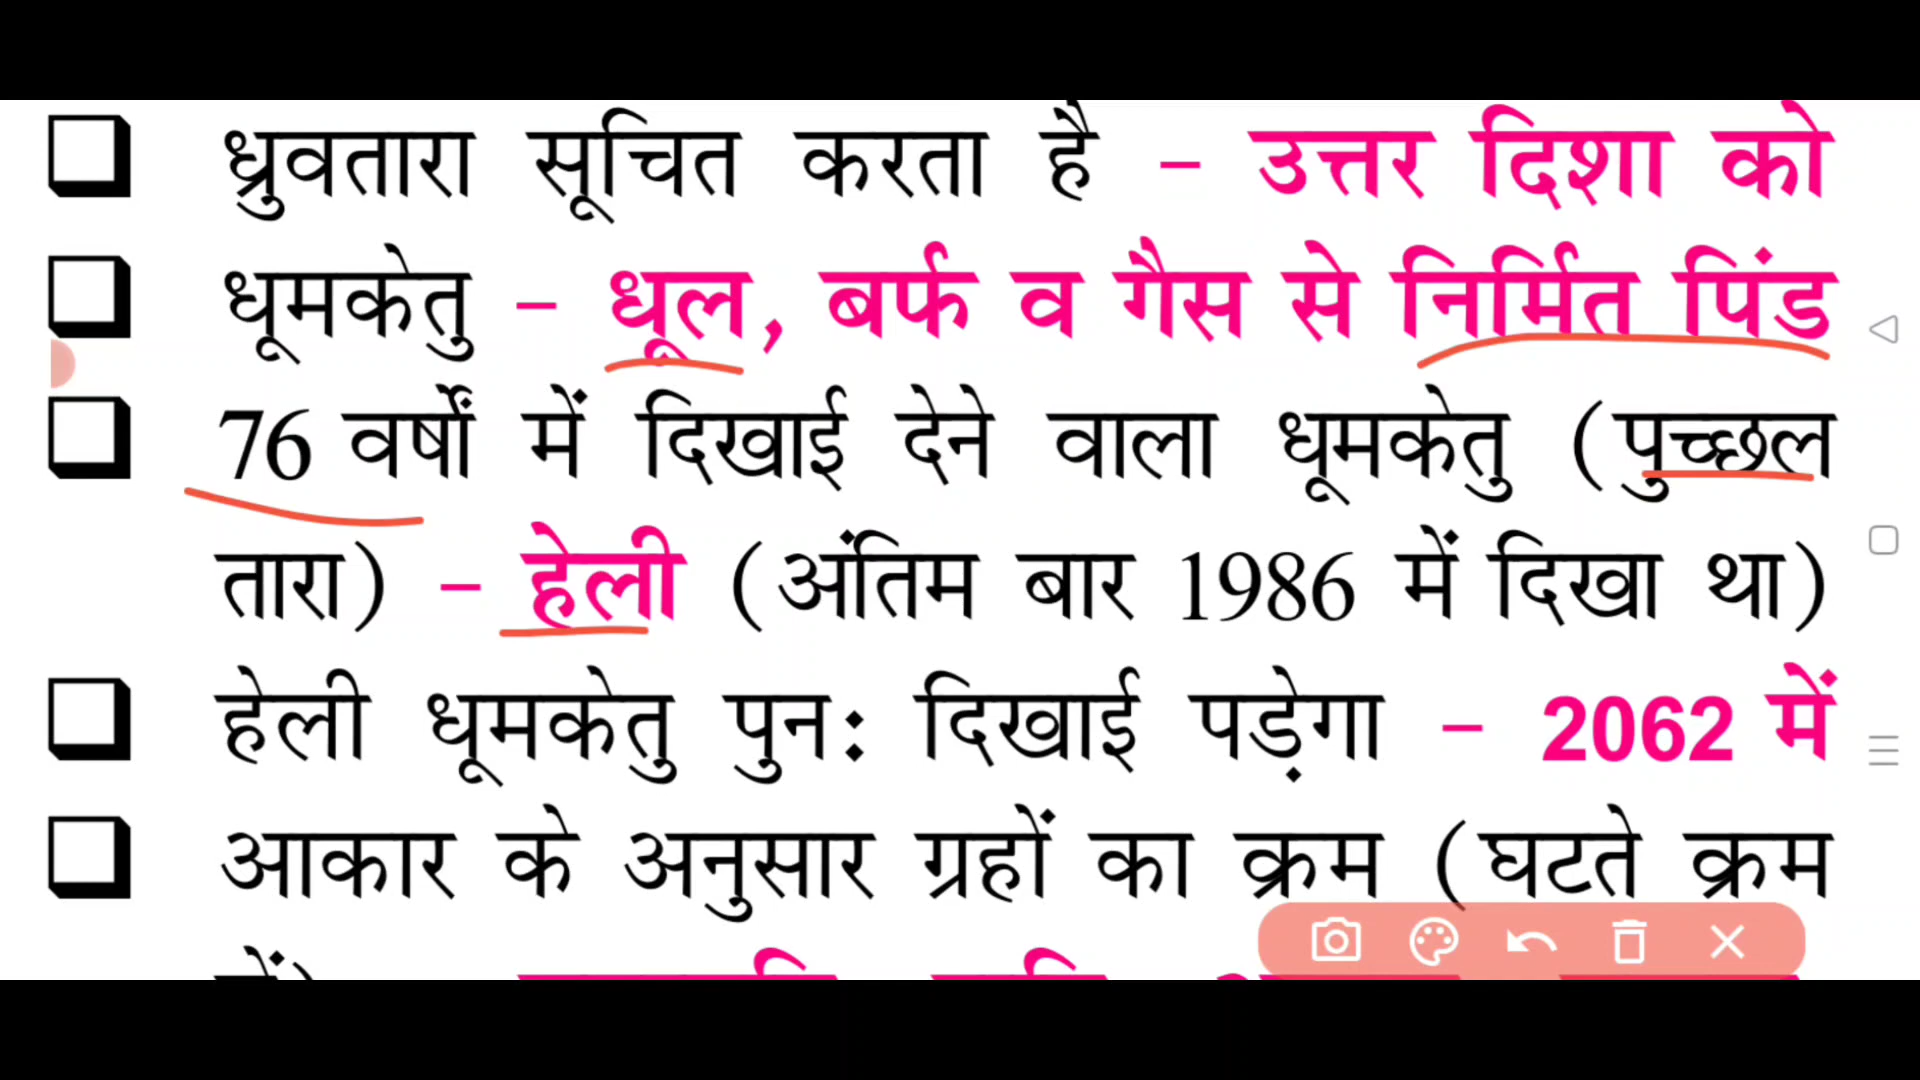 ध्रुवतारा सूचित करता है – उत्तर दिशा को
धूमकेतु – धूल, बर्फ व गैस से निर्मित पिंड
76 वर्षों में दिखाई देने वाला धूमकेतु (पुच्छल
तारा) – हेली (अंतिम बार 1986 में दिखा था)
हेली धूमकेतु पुनः दिखाई पड़ेगा – 2062 में
आकार के अनुसार ग्रहों का क्रम (घटते क्रम